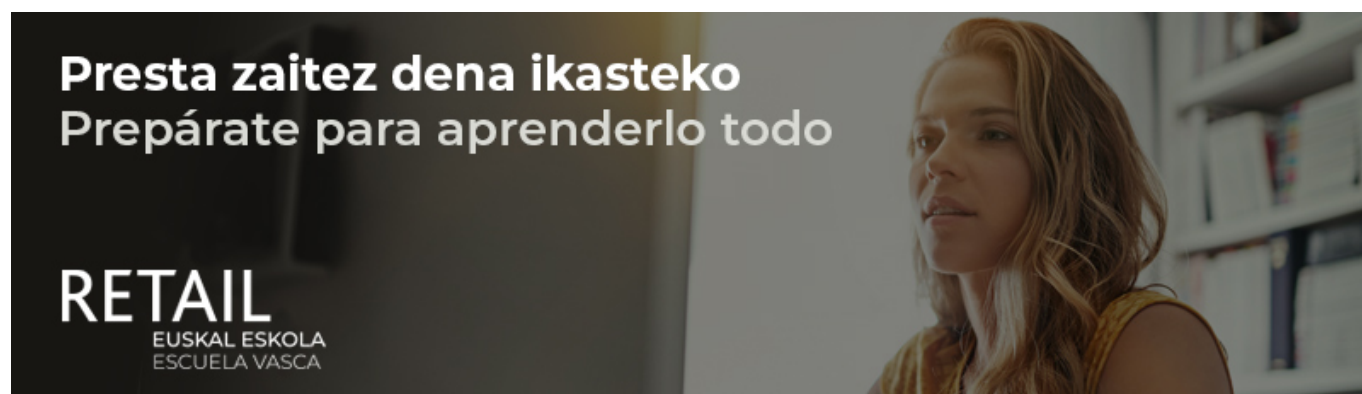 Presta zaitez dena ikasteko
Prepárate para aprenderlo todo
RETAIL
EUSKAL ESKOLA
ESCUELA VASCA